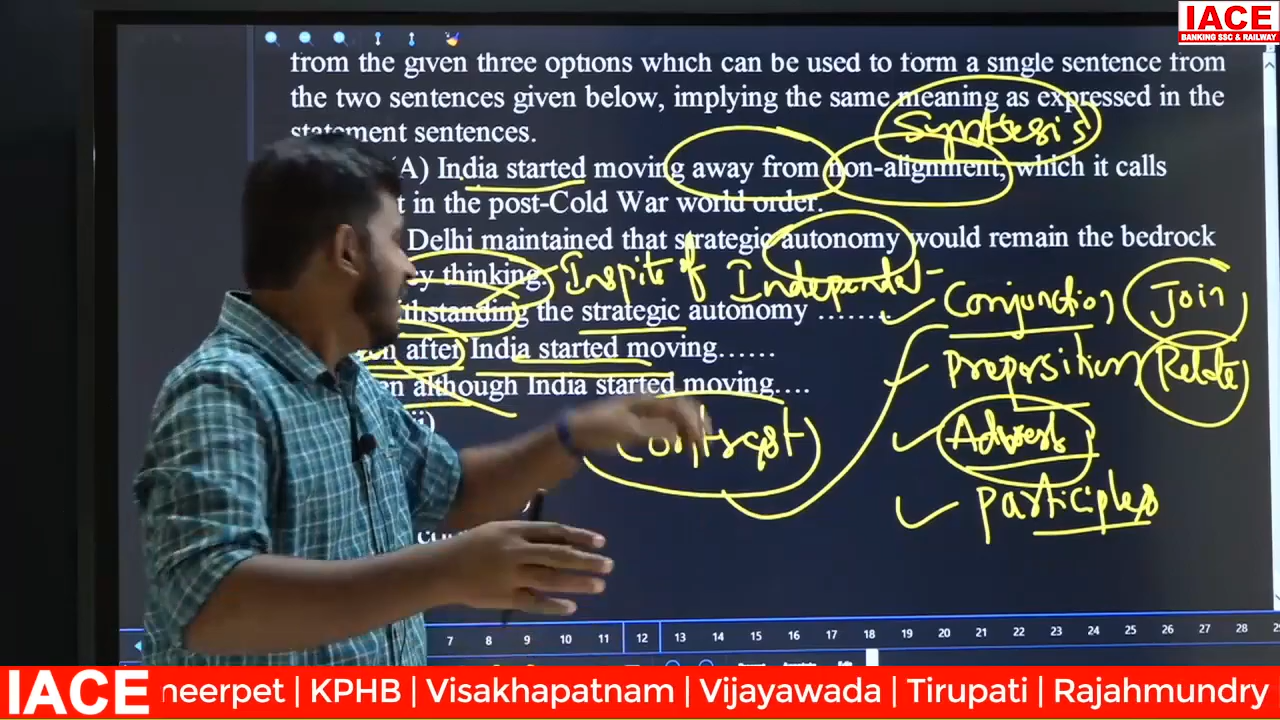 IACE
BANKING SSC & RAILWAY
from the given three options which can be used to form a single sentence from
the two sentences given below, implying the same meaning as expressed in the
statement sentences.
Synthesis
(A) India started moving away from non-alignment, which it calls
in the post-Cold War world order.
Delhi maintained that strategic autonomy would remain the bedrock
thinking.
Inspite of Independent
the strategic autonomy ........
Conjunction Join
after India started moving......
Preposition Relate
although India started moving....
Contrast
Adverb
Participles
7 8 9 10 11 12 13 14 15 16 17 18 19 20 21 22 23 24 25 26 27 28
IACE
neerpet | KPHB | Visakhapatnam | Vijayawada | Tirupati | Rajahmundry